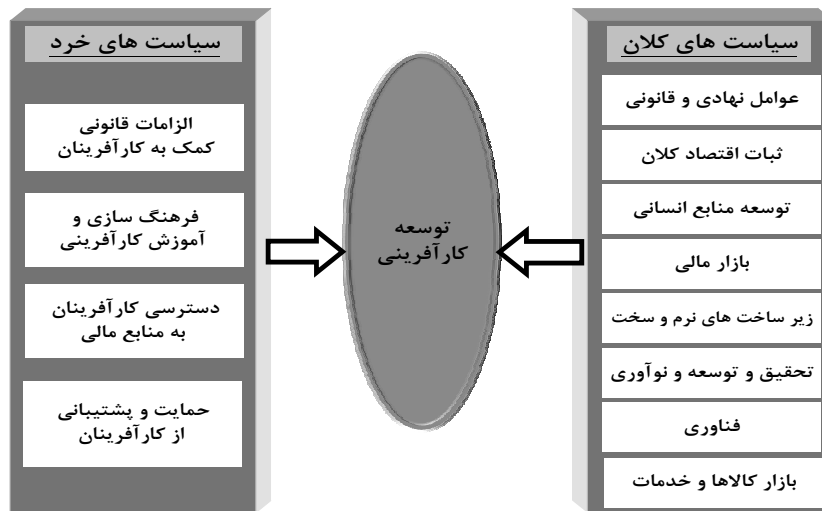 سیاست های کلان
عوامل نهادی و قانونی
ثبات اقتصاد کلان
توسعه منابع انسانی
بازار مالی
زیر ساخت های نرم و سخت
تحقیق و توسعه و نوآوری
فناوری
بازار کالاها و خدمات
توسعه
کارآفرینی
سیاست های خرد
الزامات قانونی
کمک به کارآفرینان
فرهنگ سازی و
آموزش کارآفرینی
دسترسی کارآفرینان
به منابع مالی
حمایت و پشتیبانی
از کارآفرینان